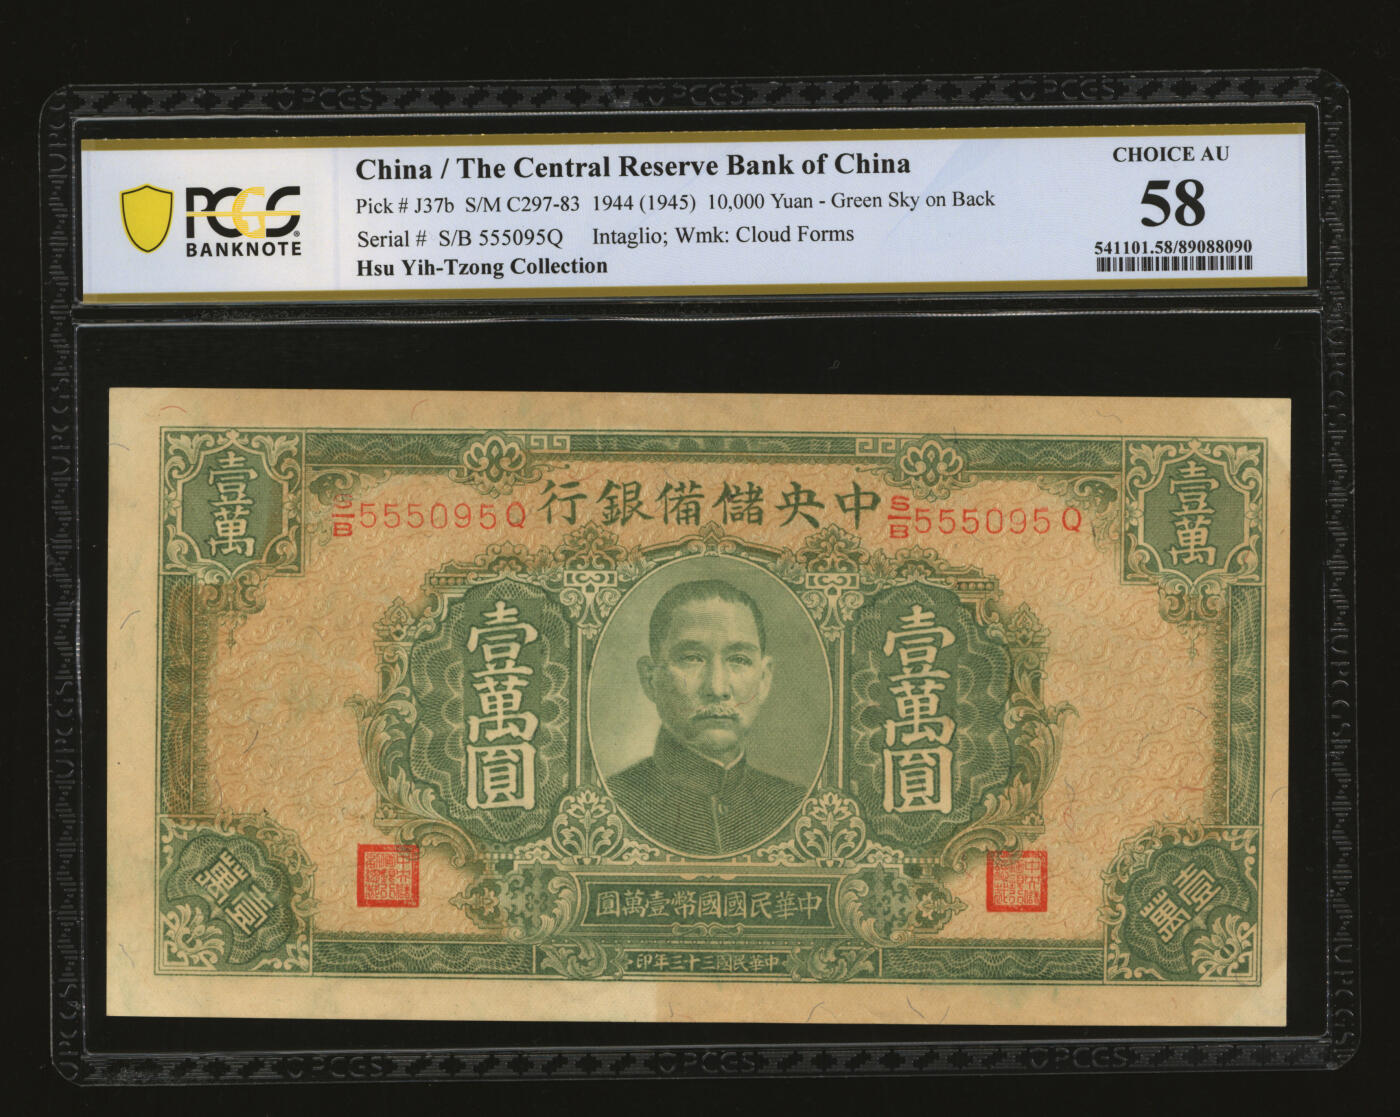 PCGS
BANKNOTE
China / The Central Reserve Bank of China
Pick # J37b S/M C297-83 1944 (1945) 10,000 Yuan - Green Sky on Back
Serial # S/B 555095Q Intaglio; Wmk: Cloud Forms
Hsu Yih-Tzong Collection
CHOICE AU
58
541101.58/89088090
壹萬
壹萬
S/B 555095Q
行銀備儲央中
S/B 555095Q
壹萬圓
壹萬圓
壹萬
壹萬
圓萬壹幣國國民華中
印年三十三國民華中